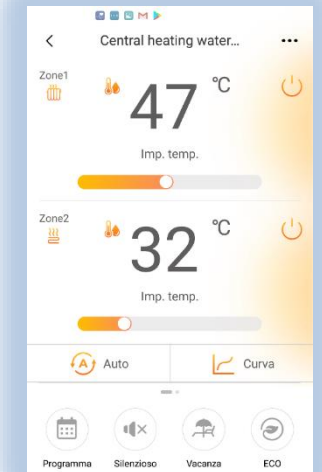 Central heating water...
Zone1
47 °C
Imp. temp.
Zone2
32 °C
Imp. temp.
A Auto
Curva
Programma Silenzioso Vacanza ECO